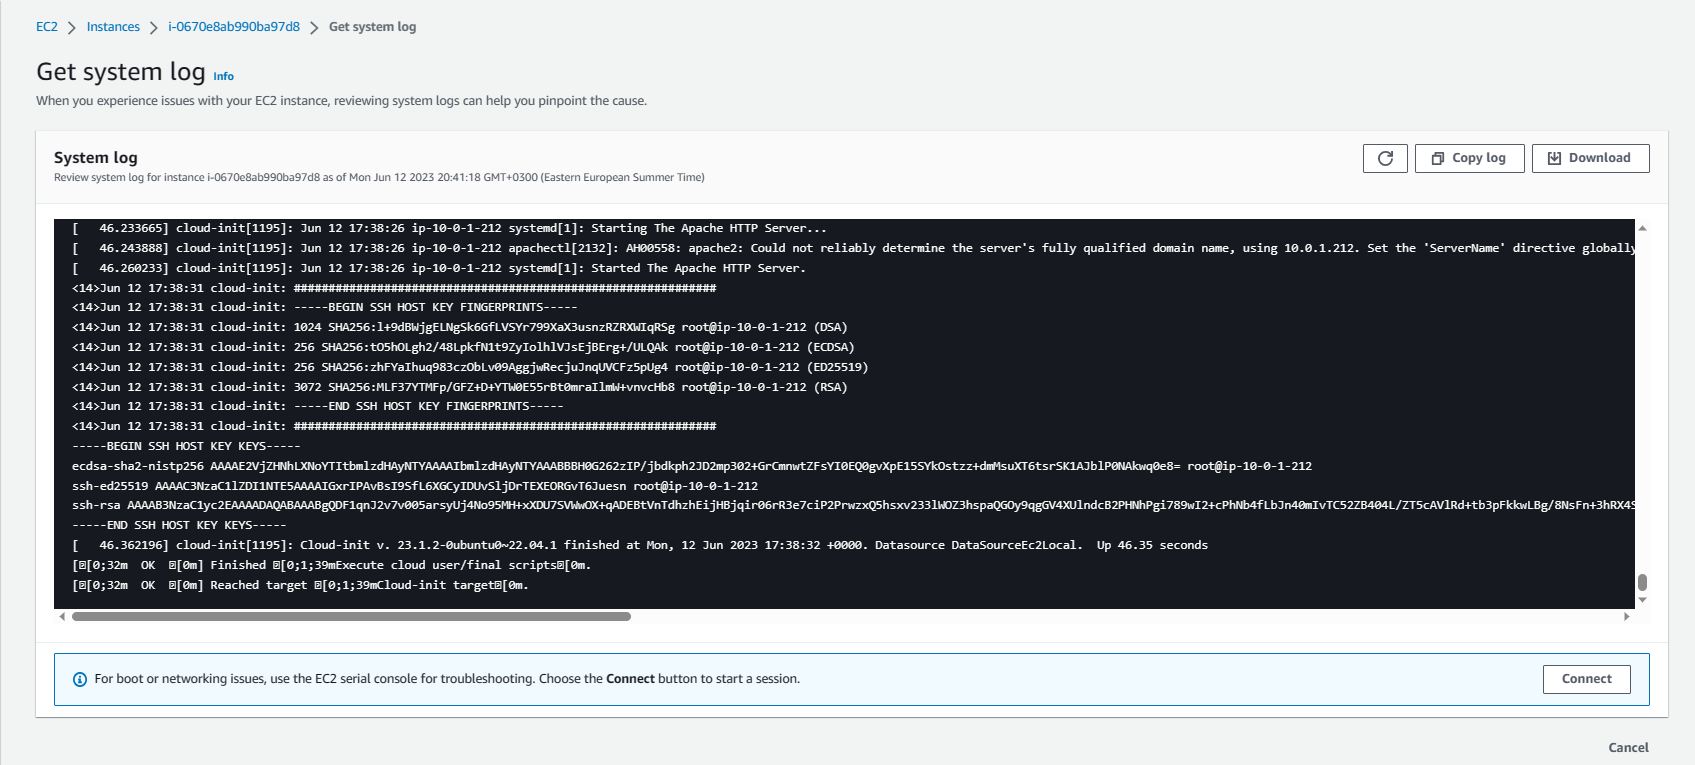 EC2 > Instances > i-0670e8ab990ba97d8 > Get system log
Get system log Info
When you experience issues with your EC2 instance, reviewing system logs can help you pinpoint the cause.
System log
Copy log
Download
Review system log for instance i-0670e8ab990ba97d8 as of Mon Jun 12 2023 20:41:18 GMT+0300 (Eastern European Summer Time)
[   46.233665] cloud-init[1195]: Jun 12 17:38:26 ip-10-0-1-212 systemd[1]: Starting The Apache HTTP Server...
[   46.243888] cloud-init[1195]: Jun 12 17:38:26 ip-10-0-1-212 apachectl[2132]: AH00558: apache2: Could not reliably determine the server's fully qualified domain name, using 10.0.1.212. Set the 'ServerName' directive globally
[   46.260233] cloud-init[1195]: Jun 12 17:38:26 ip-10-0-1-212 systemd[1]: Started The Apache HTTP Server.
<14>Jun 12 17:38:31 cloud-init: #############################################################
<14>Jun 12 17:38:31 cloud-init: -----BEGIN SSH HOST KEY FINGERPRINTS-----
<14>Jun 12 17:38:31 cloud-init: 1024 SHA256:l+9dBWjgELNgSk6GfLVSYr799XaX3usnzRZRXWIqRSg root@ip-10-0-1-212 (DSA)
<14>Jun 12 17:38:31 cloud-init: 256 SHA256:tO5hOLgh2/48LpkfN1t9ZyIolhlVJsEjBErg+/ULQAk root@ip-10-0-1-212 (ECDSA)
<14>Jun 12 17:38:31 cloud-init: 256 SHA256:zhFYaIhuq983czObLv09AggjwRecjuJnqUVCFz5pUg4 root@ip-10-0-1-212 (ED25519)
<14>Jun 12 17:38:31 cloud-init: 3072 SHA256:MLF37YTMFp/GFZ+D+YTW0E55rBt0mraIlmW+vnvcHb8 root@ip-10-0-1-212 (RSA)
<14>Jun 12 17:38:31 cloud-init: -----END SSH HOST KEY FINGERPRINTS-----
<14>Jun 12 17:38:31 cloud-init: #############################################################
-----BEGIN SSH HOST KEY KEYS-----
ecdsa-sha2-nistp256 AAAAE2VjZHNhLXNoYTItbmlzdHAyNTYAAAAIbmlzdHAyNTYAAABBBH0G262zIP/jbdkph2JD2mp302+GrCmnwtZFsYI0EQ0gvXpE15SYkOstzz+dmMsuXT6tsrSK1AJblP0NAkwq0e8= root@ip-10-0-1-212
ssh-ed25519 AAAAC3NzaC1lZDI1NTE5AAAAIGxrIPAvBsI9SfL6XGCyIDUvSljDrTEXEORGvT6Juesn root@ip-10-0-1-212
ssh-rsa AAAAB3NzaC1yc2EAAAADAQABAAABgQDF1qnJ2v7v005arsyUj4No95MH+xXDU7SVWwOX+qADEBtVnTdhzhEijHBjqir06rR3e7ciP2PrwzxQ5hsxv233lWOZ3hspaQGOy9qgGV4XUlndcB2PHNhPgi789wI2+cPhNb4fLbJn40mIvTC52ZB404L/ZT5cAVlRd+tb3pFkkwLBg/8NsFn+3hRX4S
-----END SSH HOST KEY KEYS-----
[   46.362196] cloud-init[1195]: Cloud-init v. 23.1.2-0ubuntu0~22.04.1 finished at Mon, 12 Jun 2023 17:38:32 +0000. Datasource DataSourceEc2Local.  Up 46.35 seconds
[[0;32m  OK  [0m] Finished [0;1;39mExecute cloud user/final scripts[0m.
[[0;32m  OK  [0m] Reached target [0;1;39mCloud-init target[0m.
For boot or networking issues, use the EC2 serial console for troubleshooting. Choose the Connect button to start a session.
Connect
Cancel